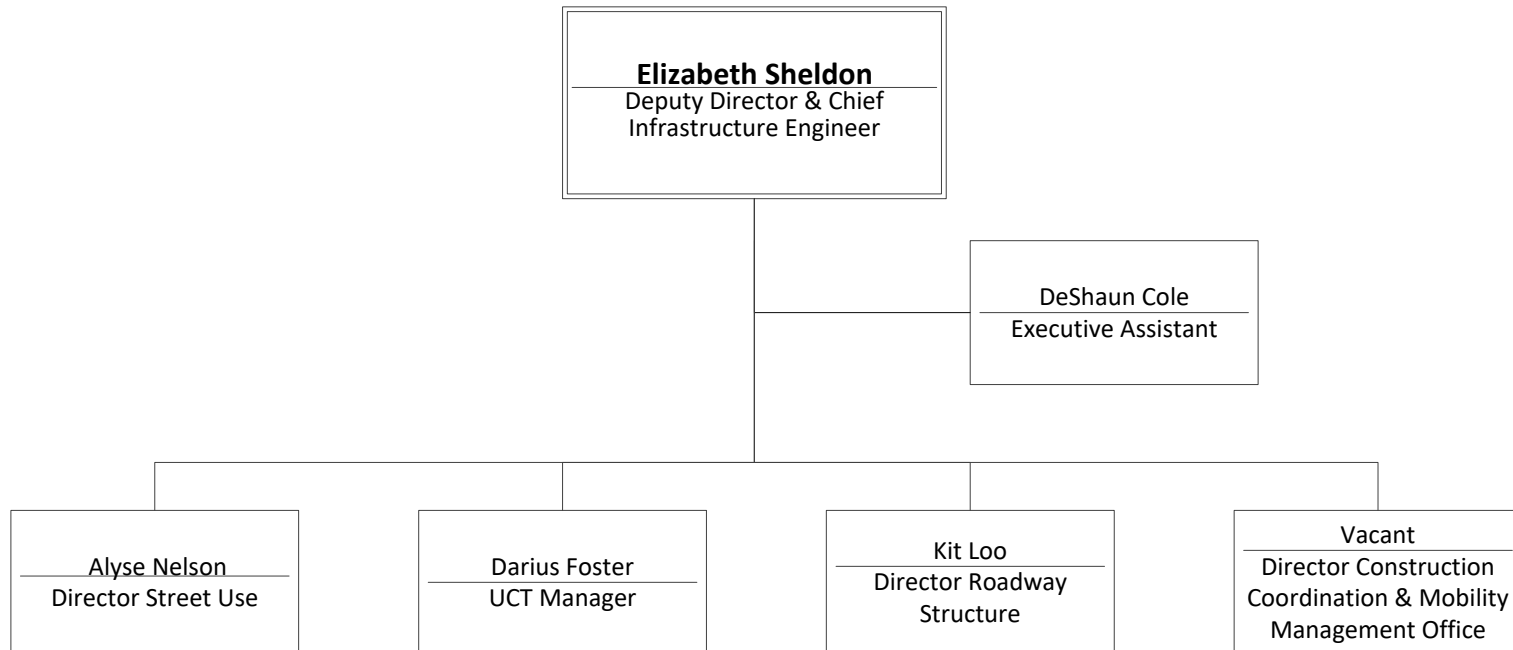 Elizabeth Sheldon
Deputy Director & Chief
Infrastructure Engineer
DeShaun Cole
Executive Assistant
Alyse Nelson
Director Street Use
Darius Foster
UCT Manager
Kit Loo
Director Roadway
Structure
Vacant
Director Construction
Coordination & Mobility
Management Office